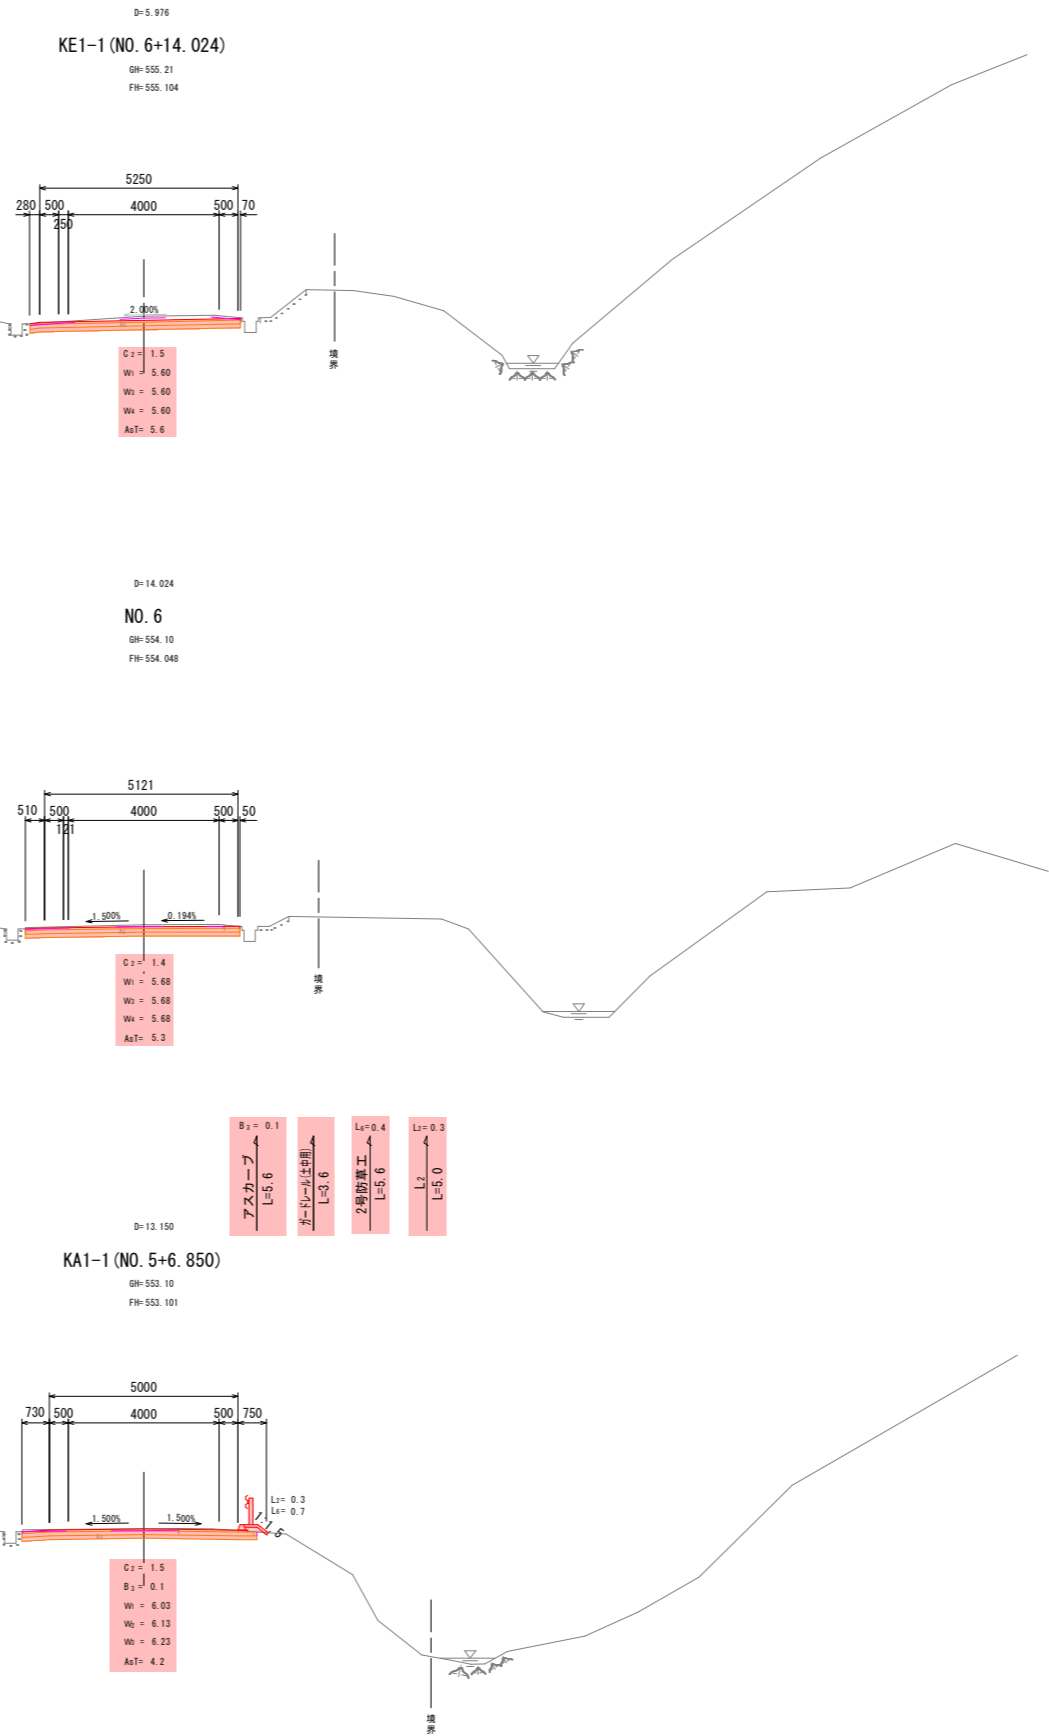 D=5.976
KE1-1(NO.6+14.024)
GH=555.21
FH=555.104
5250
280 500 4000 500 70
250
2.000%
C2= 1.5
W1 = 5.60
W3 = 5.60
W4 = 5.60
AsT= 5.6
境界
D=14.024
NO.6
GH=554.10
FH=554.048
5121
510 500 4000 500 50
121
1.500% 0.194%
C2= 1.4
W1 = 5.68
W3 = 5.68
W4 = 5.68
AsT= 5.3
境界
B3 = 0.1
アスカーブ
L=5.6
ガードレール(土中用)
L=3.6
L6=0.4
2号防草工
L=5.6
L2=0.3
L2
L=5.0
D=13.150
KA1-1(NO.5+6.850)
GH=553.10
FH=553.101
5000
730 500 4000 500 750
1.500% 1.500%
L2= 0.3
L6= 0.7
1:1.5
C2= 1.5
B3 = 0.1
W1 = 6.03
W2 = 6.13
W3 = 6.23
AsT= 4.2
境界